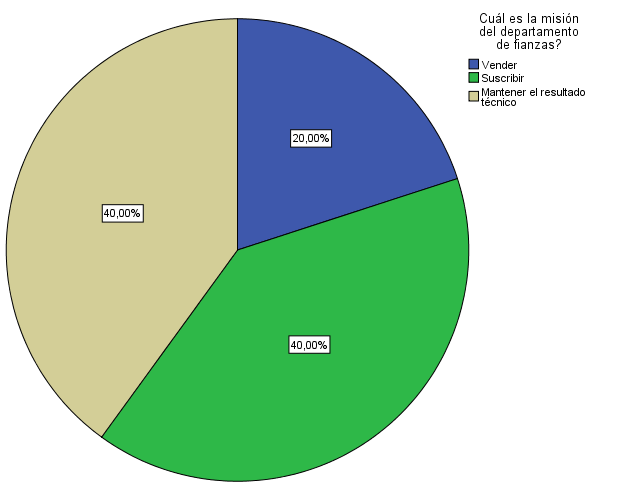 Cuál es la misión
del departamento
de fianzas?
Vender
Suscribir
Mantener el resultado
técnico
20,00%
40,00%
40,00%